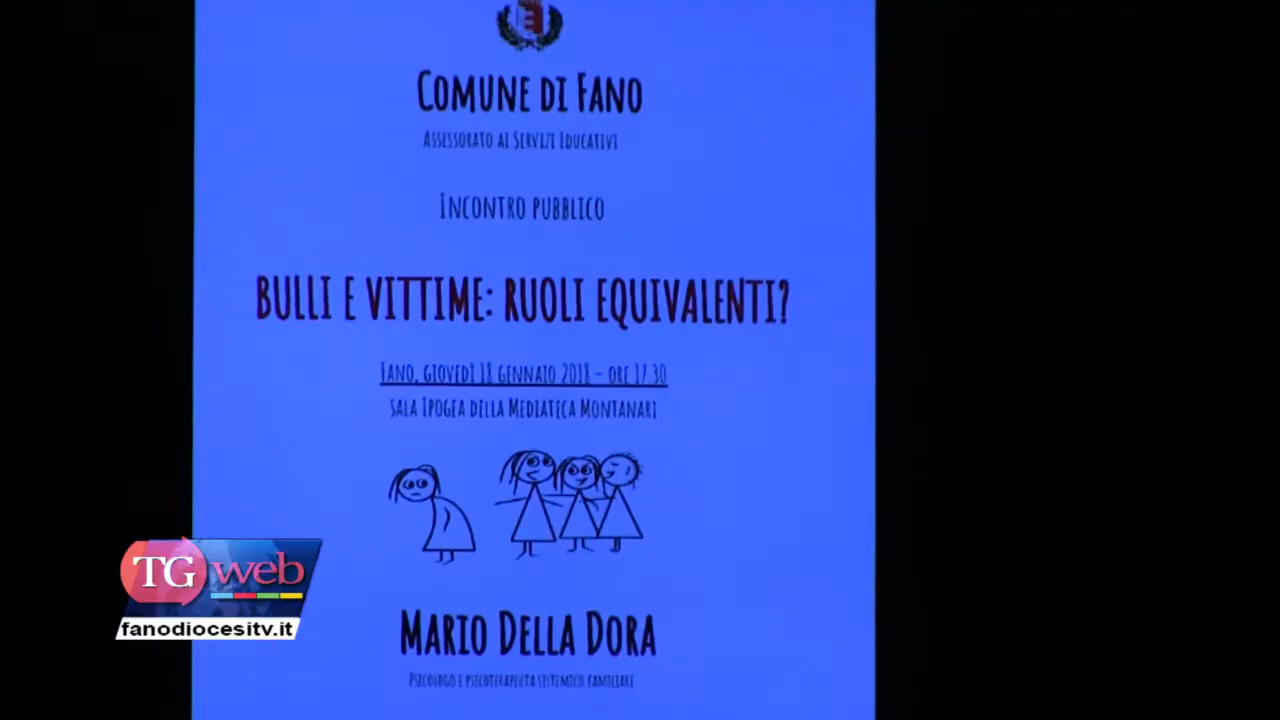 COMUNE DI FANO
ASSESSORATO AI SERVIZI EDUCATIVI
INCONTRO PUBBLICO
BULLI E VITTIME: RUOLI EQUIVALENTI?
FANO, GIOVEDÌ 18 GENNAIO 2018 – ORE 17.30
SALA IPOGEA DELLA MEDIATECA MONTANARI
TG web
fanodiocesitv.it
MARIO DELLA DORA
PSICOLOGO E PSICOTERAPEUTA SISTEMICO FAMILIARE